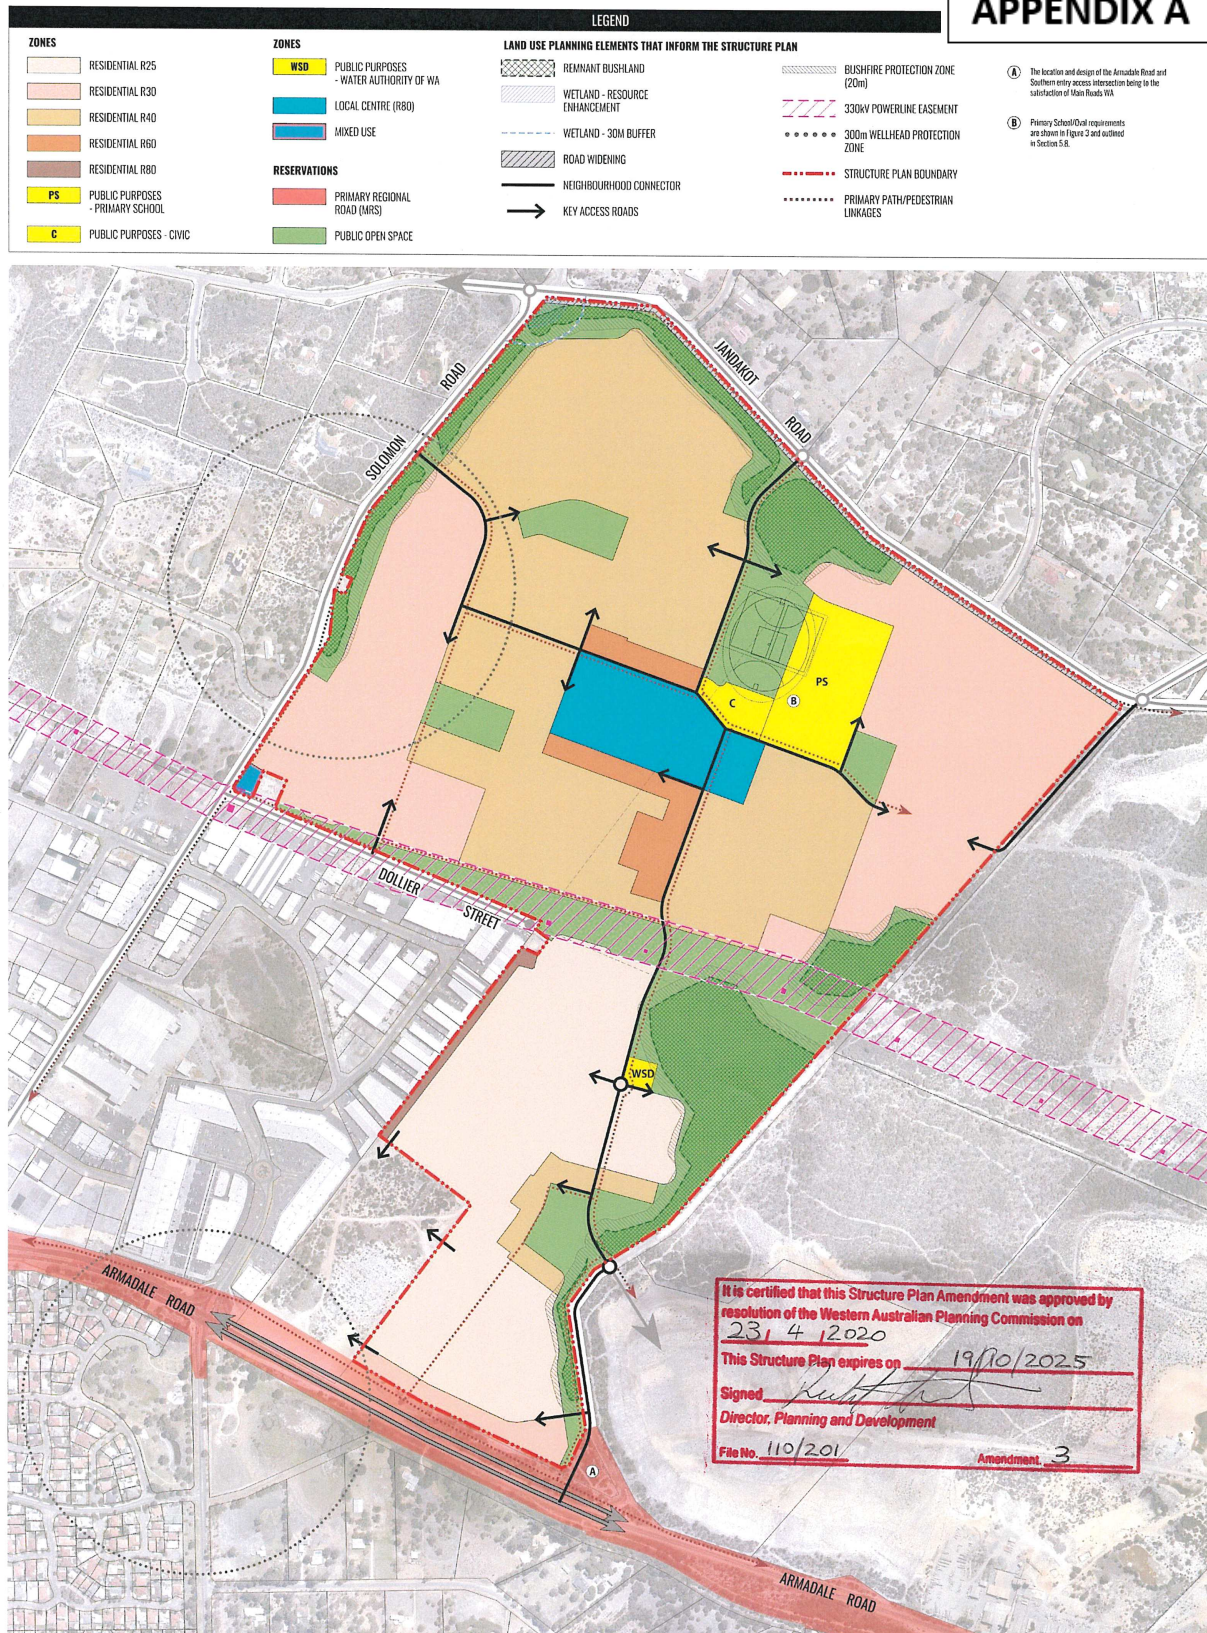 APPENDIX A
LEGEND
ZONES
RESIDENTIAL R25
RESIDENTIAL R30
RESIDENTIAL R40
RESIDENTIAL R60
RESIDENTIAL R80
PS
PUBLIC PURPOSES
- PRIMARY SCHOOL
C
PUBLIC PURPOSES - CIVIC
ZONES
WSD
PUBLIC PURPOSES
- WATER AUTHORITY OF WA
LOCAL CENTRE (R80)
MIXED USE
RESERVATIONS
PRIMARY REGIONAL
ROAD (MRS)
PUBLIC OPEN SPACE
LAND USE PLANNING ELEMENTS THAT INFORM THE STRUCTURE PLAN
REMNANT BUSHLAND
WETLAND - RESOURCE
ENHANCEMENT
WETLAND - 30M BUFFER
ROAD WIDENING
NEIGHBOURHOOD CONNECTOR
KEY ACCESS ROADS
BUSHFIRE PROTECTION ZONE
(20m)
330kV POWERLINE EASEMENT
300m WELLHEAD PROTECTION
ZONE
STRUCTURE PLAN BOUNDARY
PRIMARY PATH/PEDESTRIAN
LINKAGES
A
The location and design of the Armadale Road and
Southern entry access intersection being to the
satisfaction of Main Roads WA
B
Primary School/Oval requirements
are shown in Figure 3 and outlined
in Section 5.8.
SOLOMON ROAD
JANDAKOT ROAD
PS
C
B
DOLLIER STREET
WSD
ARMADALE ROAD
A
ARMADALE ROAD
It is certified that this Structure Plan Amendment was approved by
resolution of the Western Australian Planning Commission on
23/ 4 /2020
This Structure Plan expires on 19/10/2025
Signed
Director, Planning and Development
File No. 110/201
Amendment. 3